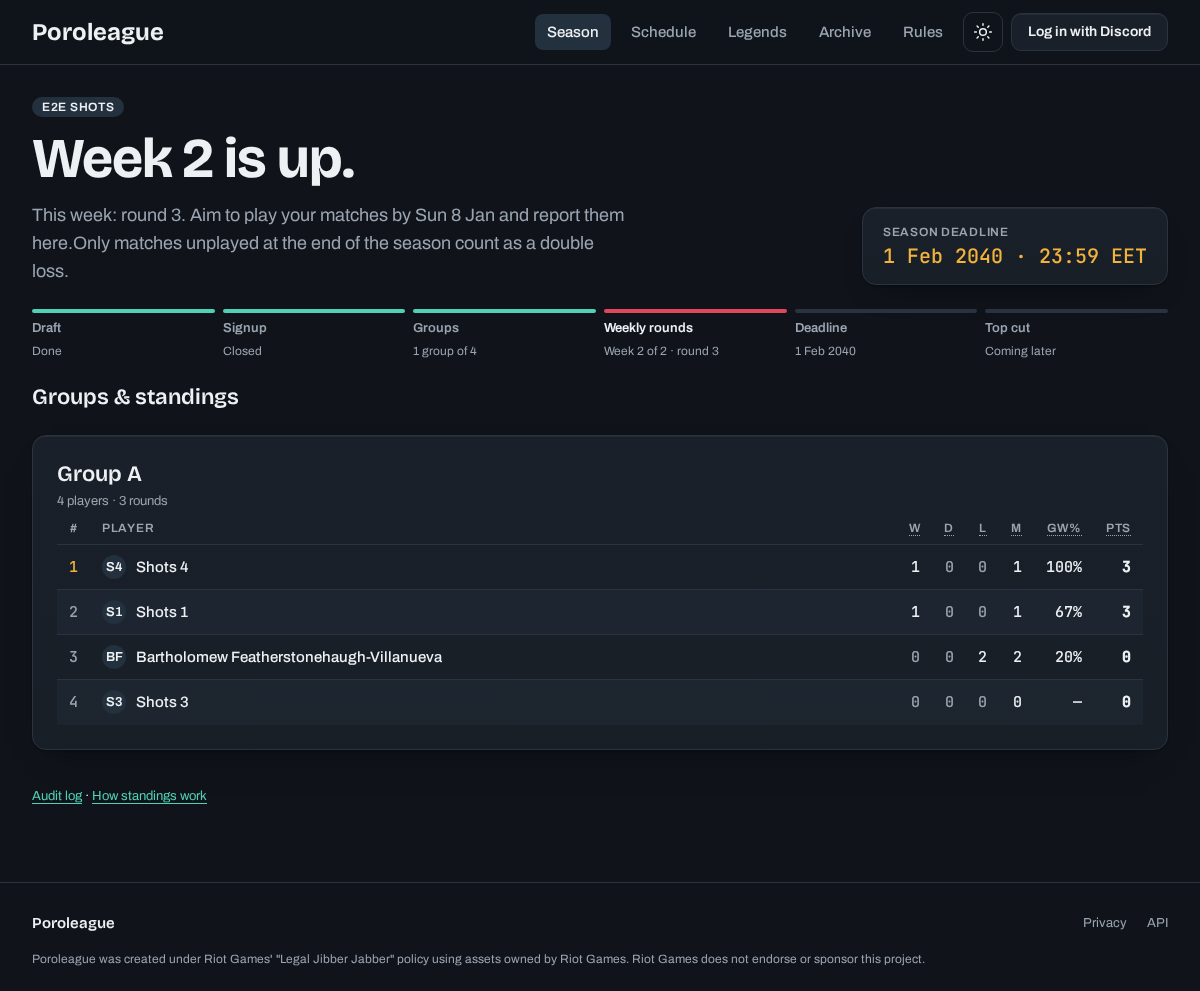 Poroleague
Season Schedule Legends Archive Rules Log in with Discord
E2E SHOTS
Week 2 is up.
This week: round 3. Aim to play your matches by Sun 8 Jan and report them
here.Only matches unplayed at the end of the season count as a double
loss.
SEASON DEADLINE
1 Feb 2040 · 23:59 EET
Draft Signup Groups Weekly rounds Deadline Top cut
Done Closed 1 group of 4 Week 2 of 2 · round 3 1 Feb 2040 Coming later
Groups & standings
Group A
4 players · 3 rounds
# PLAYER W D L M GW% PTS
1 S4 Shots 4 1 0 0 1 100% 3
2 S1 Shots 1 1 0 0 1 67% 3
3 BF Bartholomew Featherstonehaugh-Villanueva 0 0 2 2 20% 0
4 S3 Shots 3 0 0 0 0 — 0
Audit log · How standings work
Poroleague Privacy API
Poroleague was created under Riot Games' "Legal Jibber Jabber" policy using assets owned by Riot Games. Riot Games does not endorse or sponsor this project.